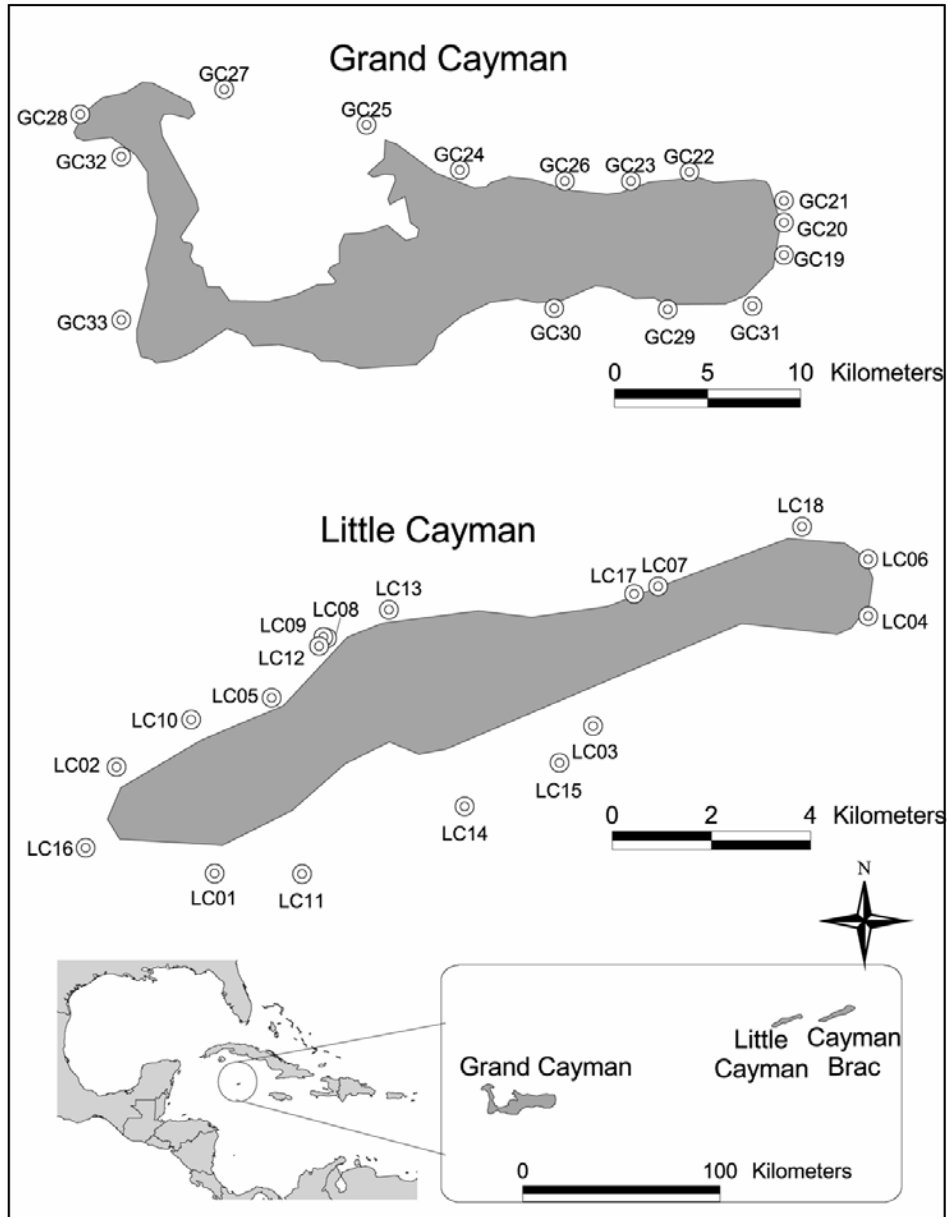 Grand Cayman
GC27
GC28
GC25
GC32
GC24
GC26
GC23
GC22
GC21
GC20
GC19
GC33
GC30
GC29
GC31
0 5 10 Kilometers
Little Cayman
LC18
LC06
LC07
LC17
LC13
LC08
LC09
LC04
LC12
LC05
LC10
LC03
LC02
LC15
LC14
0 2 4 Kilometers
LC16
LC01
LC11
N
Little
Cayman
Cayman
Brac
Grand Cayman
0 100 Kilometers